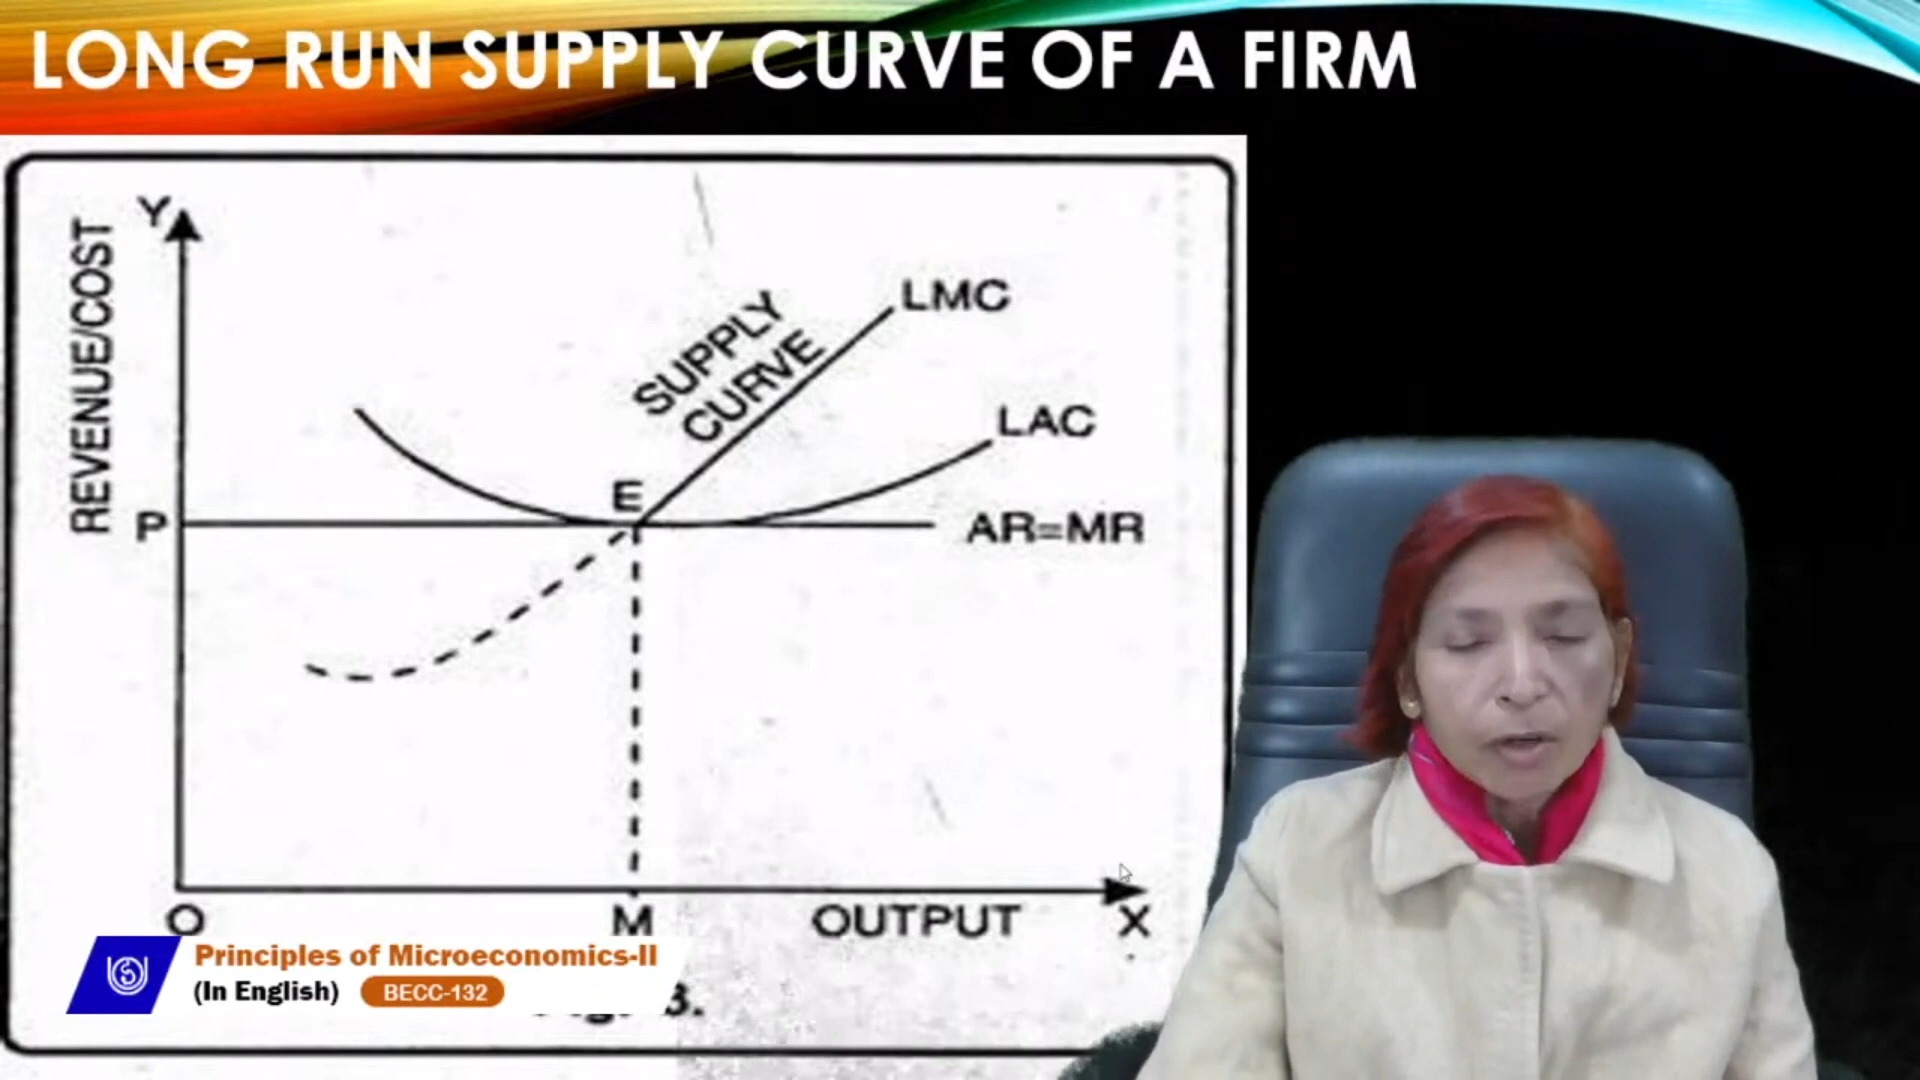 LONG RUN SUPPLY CURVE OF A FIRM
Y
REVENUE/COST
LMC
SUPPLY
CURVE
LAC
E
P
AR=MR
O
M
OUTPUT
X
Principles of Microeconomics-II
(In English)
BECC-132
3.